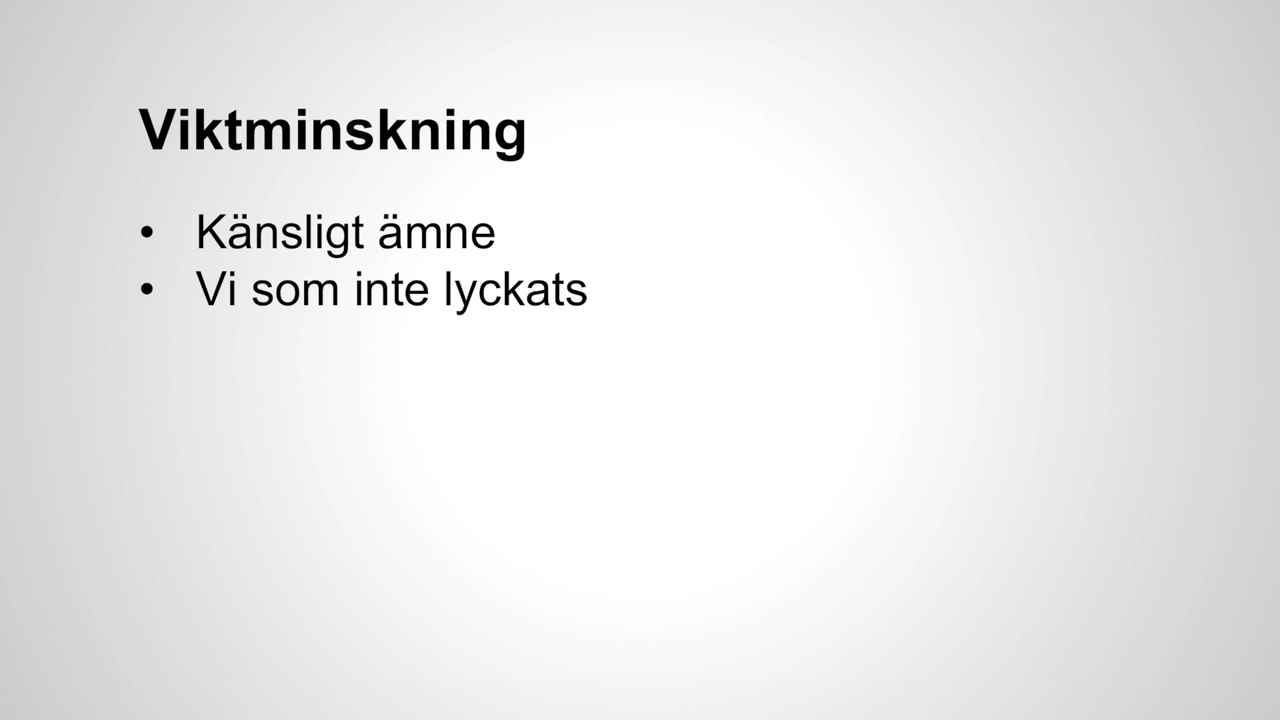 Viktminskning
• Känsligt ämne
• Vi som inte lyckats